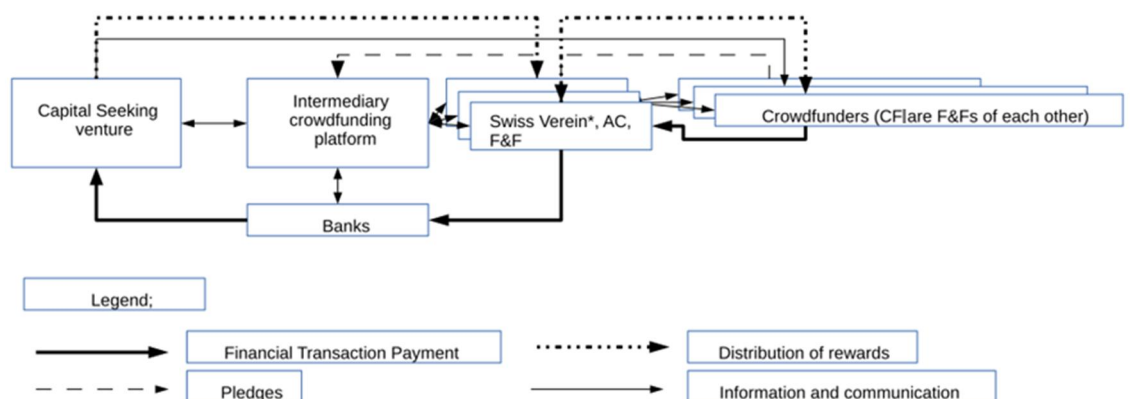 Capital Seeking
venture
Intermediary
crowdfunding
platform
Swiss Verein*, AC,
F&F
Crowdfunders (CF|are F&Fs of each other)
Banks
Legend;
Financial Transaction Payment
Distribution of rewards
Pledges
Information and communication